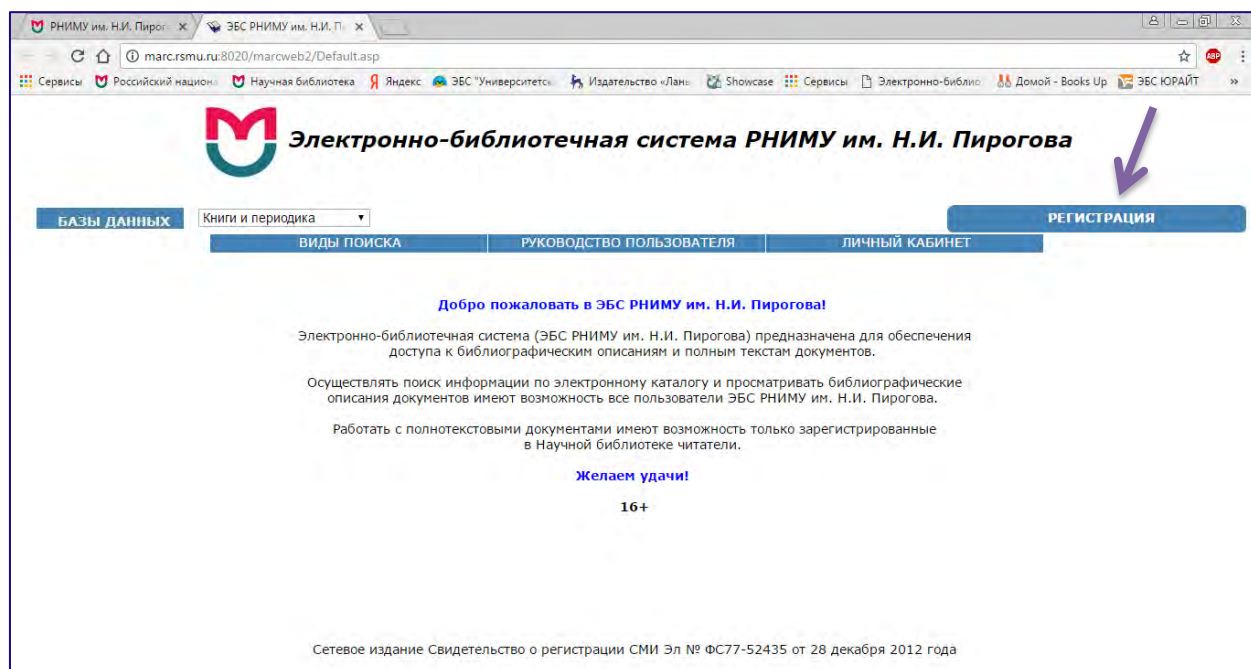 РНИМУ им. Н.И. Пирог
ЭБС РНИМУ им. Н.И. П
marc.rsmu.ru:8020/marcweb2/Default.asp
ABP
Сервисы Российский национ Научная библиотека Яндекс ЭБС "Университетск Издательство «Лань Showcase Сервисы Электронно-библио Домой - Books Up ЭБС ЮРАЙТ »
Электронно-библиотечная система РНИМУ им. Н.И. Пирогова
БАЗЫ ДАННЫХ Книги и периодика РЕГИСТРАЦИЯ
ВИДЫ ПОИСКА РУКОВОДСТВО ПОЛЬЗОВАТЕЛЯ ЛИЧНЫЙ КАБИНЕТ
Добро пожаловать в ЭБС РНИМУ им. Н.И. Пирогова!
Электронно-библиотечная система (ЭБС РНИМУ им. Н.И. Пирогова) предназначена для обеспечения
доступа к библиографическим описаниям и полным текстам документов.
Осуществлять поиск информации по электронному каталогу и просматривать библиографические
описания документов имеют возможность все пользователи ЭБС РНИМУ им. Н.И. Пирогова.
Работать с полнотекстовыми документами имеют возможность только зарегистрированные
в Научной библиотеке читатели.
Желаем удачи!
16+
Сетевое издание Свидетельство о регистрации СМИ Эл № ФС77-52435 от 28 декабря 2012 года